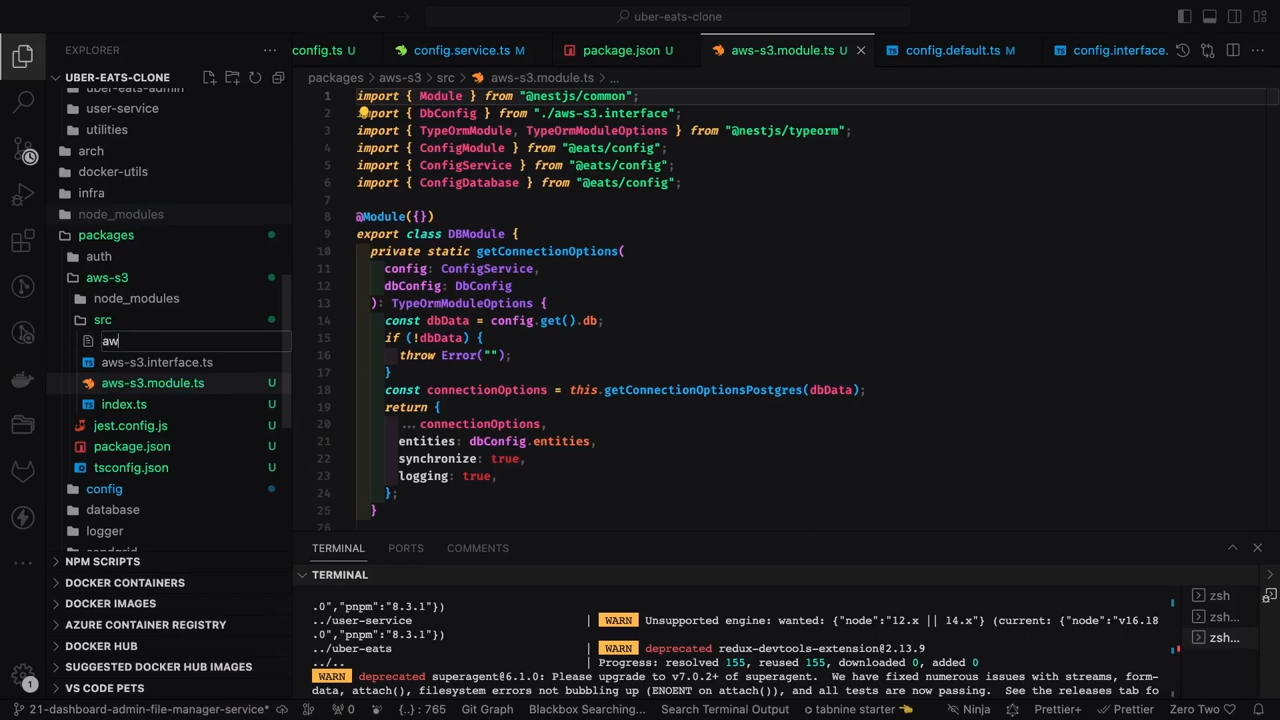 uber-eats-clone
EXPLORER
config.ts U
config.service.ts M
package.json U
aws-s3.module.ts U
config.default.ts M
config.interface.
UBER-EATS-CLONE
packages > aws-s3 > src > aws-s3.module.ts > ...
uber-eats-admin
user-service
utilities
arch
docker-utils
infra
node_modules
packages
auth
aws-s3
node_modules
src
aw
aws-s3.interface.ts
aws-s3.module.ts U
index.ts U
jest.config.js U
package.json U
tsconfig.json U
config
database
logger
sendgrid
NPM SCRIPTS
DOCKER CONTAINERS
DOCKER IMAGES
AZURE CONTAINER REGISTRY
DOCKER HUB
SUGGESTED DOCKER HUB IMAGES
VS CODE PETS
1 import { Module } from "@nestjs/common";
2 import { DbConfig } from "./aws-s3.interface";
3 import { TypeOrmModule, TypeOrmModuleOptions } from "@nestjs/typeorm";
4 import { ConfigModule } from "@eats/config";
5 import { ConfigService } from "@eats/config";
6 import { ConfigDatabase } from "@eats/config";
7
8 @Module({})
9 export class DBModule {
10 private static getConnectionOptions(
11 config: ConfigService,
12 dbConfig: DbConfig
13 ): TypeOrmModuleOptions {
14 const dbData = config.get().db;
15 if (!dbData) {
16 throw Error("");
17 }
18 const connectionOptions = this.getConnectionOptionsPostgres(dbData);
19 return {
20 ...connectionOptions,
21 entities: dbConfig.entities,
22 synchronize: true,
23 logging: true,
24 };
25 }
26
TERMINAL PORTS COMMENTS
TERMINAL
.0","pnpm":"8.3.1"})
../user-service | WARN Unsupported engine: wanted: {"node":"12.x || 14.x"} (current: {"node":"v16.18
.0","pnpm":"8.3.1"})
../uber-eats | WARN deprecated redux-devtools-extension@2.13.9
../.. | Progress: resolved 155, reused 155, downloaded 0, added 0
WARN deprecated superagent@6.1.0: Please upgrade to v7.0.2+ of superagent. We have fixed numerous issues with streams, form-
data, attach(), filesystem errors not bubbling up (ENOENT on attach()), and all tests are now passing. See the releases tab fo
zsh
zsh...
zsh...
1
21-dashboard-admin-file-manager-service* 0 {..} : 765 Git Graph Blackbox Searching... Search Terminal Output tabnine starter Ninja Prettier+ Prettier Zero Two